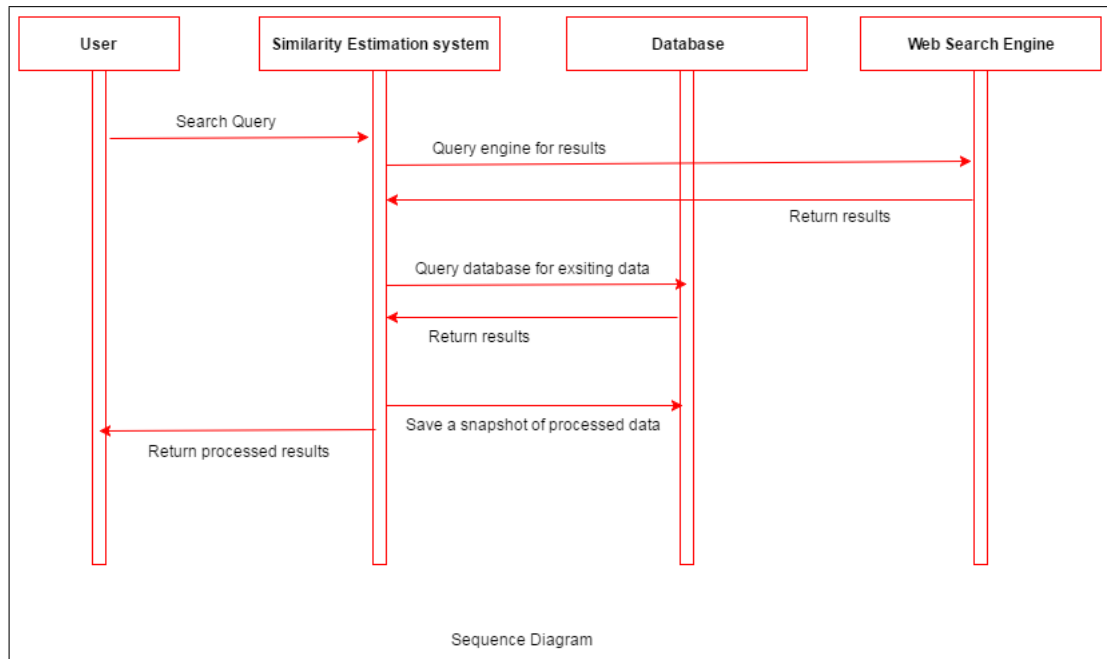 User
Similarity Estimation system
Database
Web Search Engine
Search Query
Query engine for results
Return results
Query database for exsiting data
Return results
Save a snapshot of processed data
Return processed results
Sequence Diagram